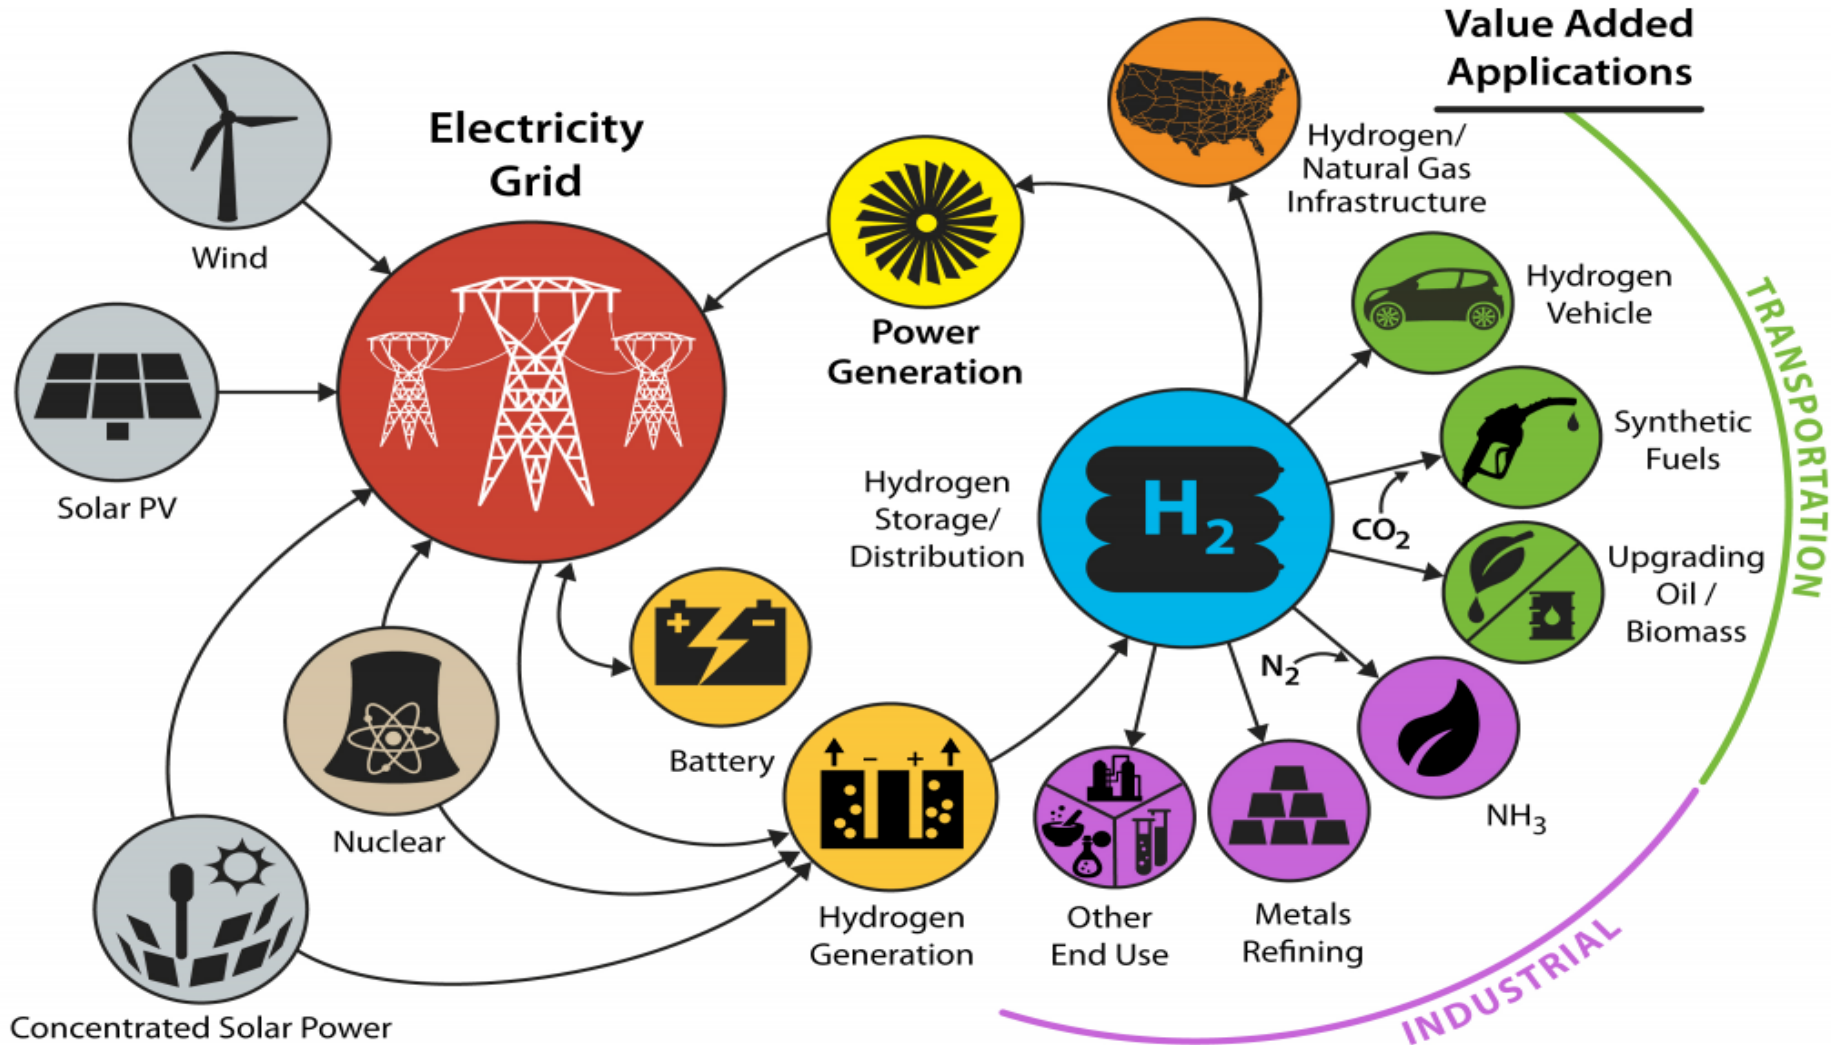 Value Added
Applications
Electricity
Grid
Wind
Solar PV
Concentrated Solar Power
Nuclear
+
–
Battery
Power
Generation
– +
Hydrogen
Generation
Hydrogen
Storage/
Distribution
H2
Hydrogen/
Natural Gas
Infrastructure
Hydrogen
Vehicle
Synthetic
Fuels
CO2
Upgrading
Oil /
Biomass
N2
NH3
Metals
Refining
Other
End Use
TRANSPORTATION
INDUSTRIAL